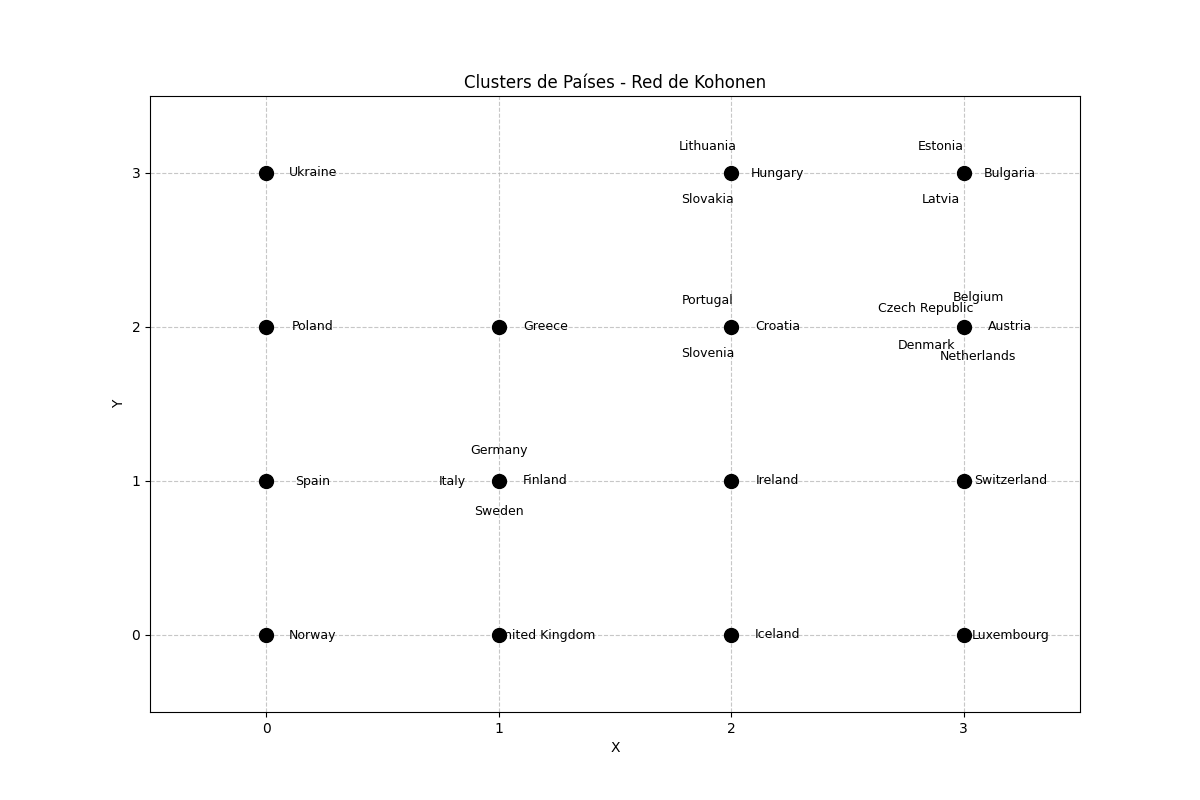 Clusters de Países - Red de Kohonen
Lithuania
Estonia
3
Ukraine
Hungary
Bulgaria
Slovakia
Latvia
Portugal
Belgium
Czech Republic
2
Poland
Greece
Croatia
Austria
Slovenia
Denmark
Netherlands
Y
Germany
1
Spain
Italy
Finland
Ireland
Switzerland
Sweden
0
Norway
United Kingdom
Iceland
Luxembourg
0
1
2
3
X